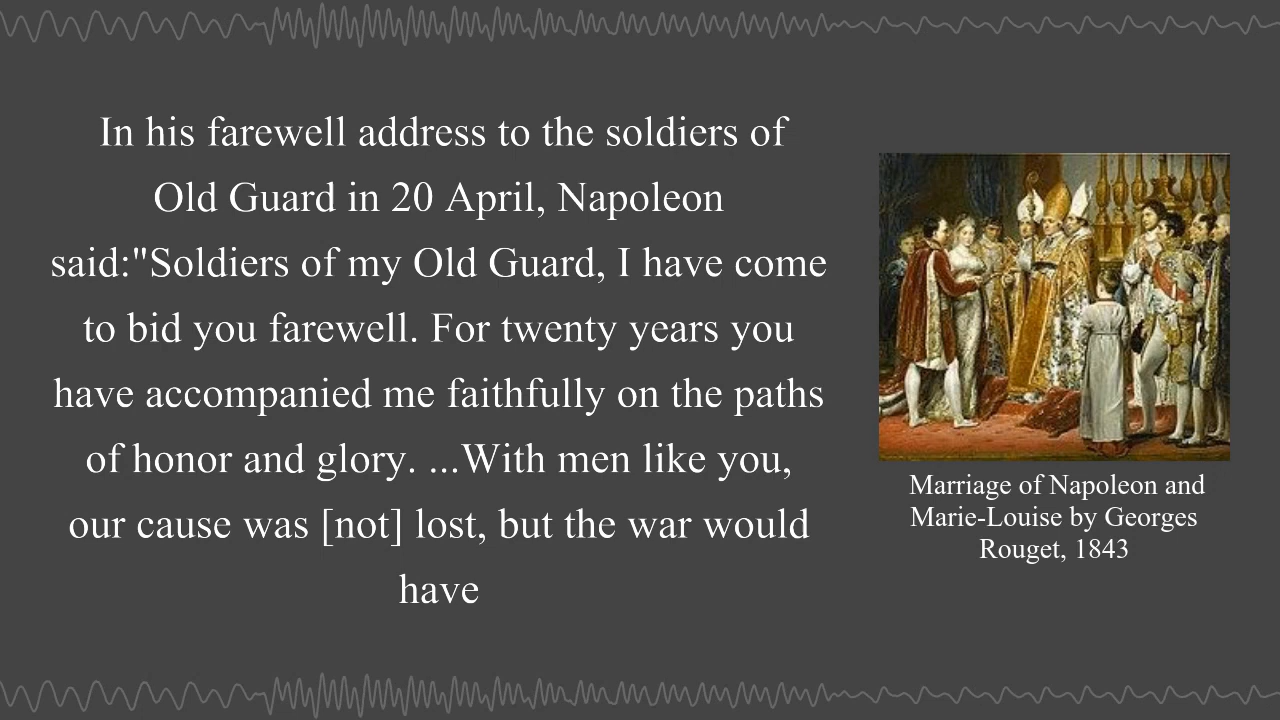 In his farewell address to the soldiers of
Old Guard in 20 April, Napoleon
said:"Soldiers of my Old Guard, I have come
to bid you farewell. For twenty years you
have accompanied me faithfully on the paths
of honor and glory. ...With men like you,
our cause was [not] lost, but the war would
have
Marriage of Napoleon and
Marie-Louise by Georges
Rouget, 1843